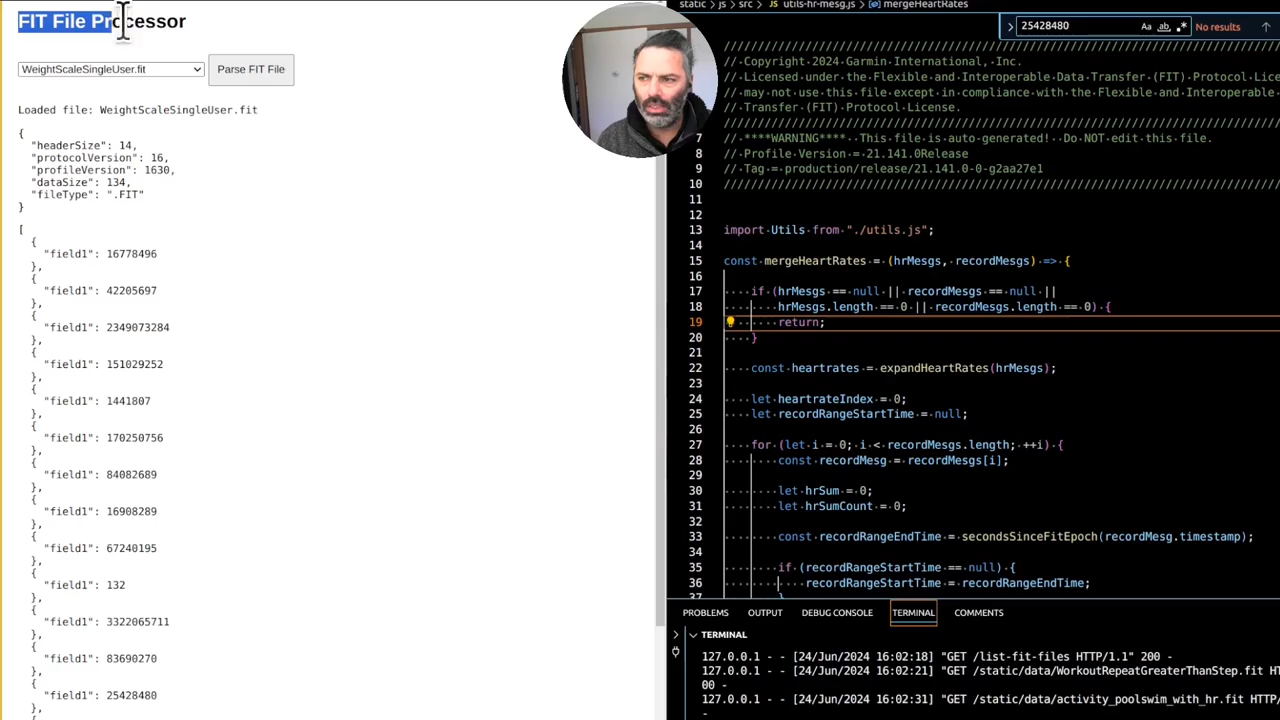 FIT File Processor
WeightScaleSingleUser.fit
Parse FIT File
Loaded file: WeightScaleSingleUser.fit
{
"headerSize": 14,
"protocolVersion": 16,
"profileVersion": 1630,
"dataSize": 134,
"fileType": ".FIT"
}
[
{
"field1": 16778496
},
{
"field1": 42205697
},
{
"field1": 2349073284
},
{
"field1": 151029252
},
{
"field1": 1441807
},
{
"field1": 170250756
},
{
"field1": 84082689
},
{
"field1": 16908289
},
{
"field1": 67240195
},
{
"field1": 132
},
{
"field1": 3322065711
},
{
"field1": 83690270
},
{
"field1": 25428480
},
static > js > src > utils-hr-mesg.js > mergeHeartRates
25428480
Aa ab .*
No results
////////////////////////////////////////////////////////////////////////////////
// Copyright 2024 Garmin International, Inc.
// Licensed under the Flexible and Interoperable Data Transfer (FIT) Protocol Lice
// may not use this file except in compliance with the Flexible and Interoperable
// Transfer (FIT) Protocol License.
////////////////////////////////////////////////////////////////////////////////
7 // ****WARNING**** This file is auto-generated! Do NOT edit this file.
8 // Profile Version = 21.141.0Release
9 // Tag = production/release/21.141.0-0-g2aa27e1
10 ////////////////////////////////////////////////////////////////////////////////
11
12
13 import Utils from "./utils.js";
14
15 const mergeHeartRates = (hrMesgs, recordMesgs) => {
16
17 if (hrMesgs == null || recordMesgs == null ||
18 hrMesgs.length == 0 || recordMesgs.length == 0) {
19 return;
20 }
21
22 const heartrates = expandHeartRates(hrMesgs);
23
24 let heartrateIndex = 0;
25 let recordRangeStartTime = null;
26
27 for (let i = 0; i < recordMesgs.length; ++i) {
28 const recordMesg = recordMesgs[i];
29
30 let hrSum = 0;
31 let hrSumCount = 0;
32
33 const recordRangeEndTime = secondsSinceFitEpoch(recordMesg.timestamp);
34
35 if (recordRangeStartTime == null) {
36 recordRangeStartTime = recordRangeEndTime;
37 }
PROBLEMS OUTPUT DEBUG CONSOLE TERMINAL COMMENTS
TERMINAL
127.0.0.1 - - [24/Jun/2024 16:02:18] "GET /list-fit-files HTTP/1.1" 200 -
127.0.0.1 - - [24/Jun/2024 16:02:21] "GET /static/data/WorkoutRepeatGreaterThanStep.fit HT
00 -
127.0.0.1 - - [24/Jun/2024 16:02:31] "GET /static/data/activity_poolswim_with_hr.fit HTTP/
-